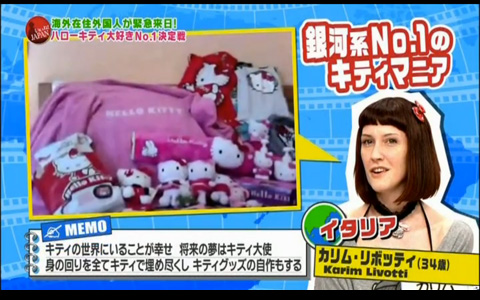 海外在住外国人が緊急来日!
ハローキティ大好きNo.1決定戦
銀河系No.1の
キティマニア
HELLO KITTY
イタリア
カリム・リボッティ(34歳)
Karim Livotti
MEMO
キティの世界にいることが幸せ 将来の夢はキティ大使
身の回りを全てキティで埋め尽くし キティグッズの自作もする